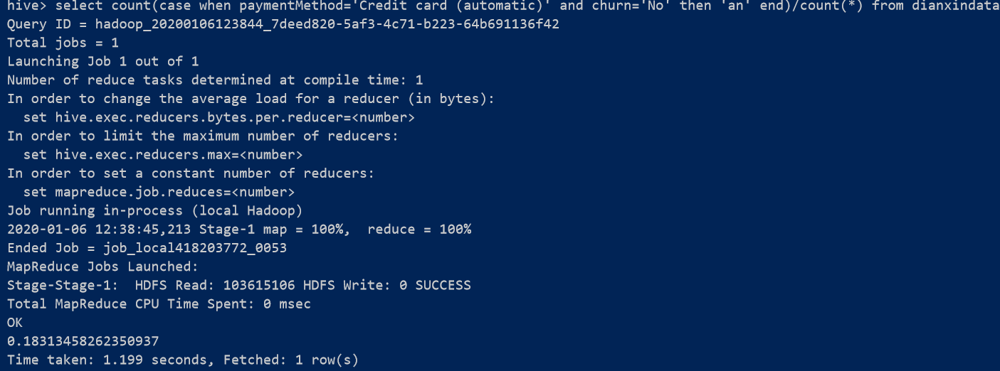 hive> select count(case when paymentMethod='Credit card (automatic)' and churn='No' then 'an' end)/count(*) from dianxindata
Query ID = hadoop_20200106123844_7deed820-5af3-4c71-b223-64b691136f42
Total jobs = 1
Launching Job 1 out of 1
Number of reduce tasks determined at compile time: 1
In order to change the average load for a reducer (in bytes):
  set hive.exec.reducers.bytes.per.reducer=<number>
In order to limit the maximum number of reducers:
  set hive.exec.reducers.max=<number>
In order to set a constant number of reducers:
  set mapreduce.job.reduces=<number>
Job running in-process (local Hadoop)
2020-01-06 12:38:45,213 Stage-1 map = 100%,  reduce = 100%
Ended Job = job_local418203772_0053
MapReduce Jobs Launched:
Stage-Stage-1:  HDFS Read: 103615106 HDFS Write: 0 SUCCESS
Total MapReduce CPU Time Spent: 0 msec
OK
0.18313458262350937
Time taken: 1.199 seconds, Fetched: 1 row(s)